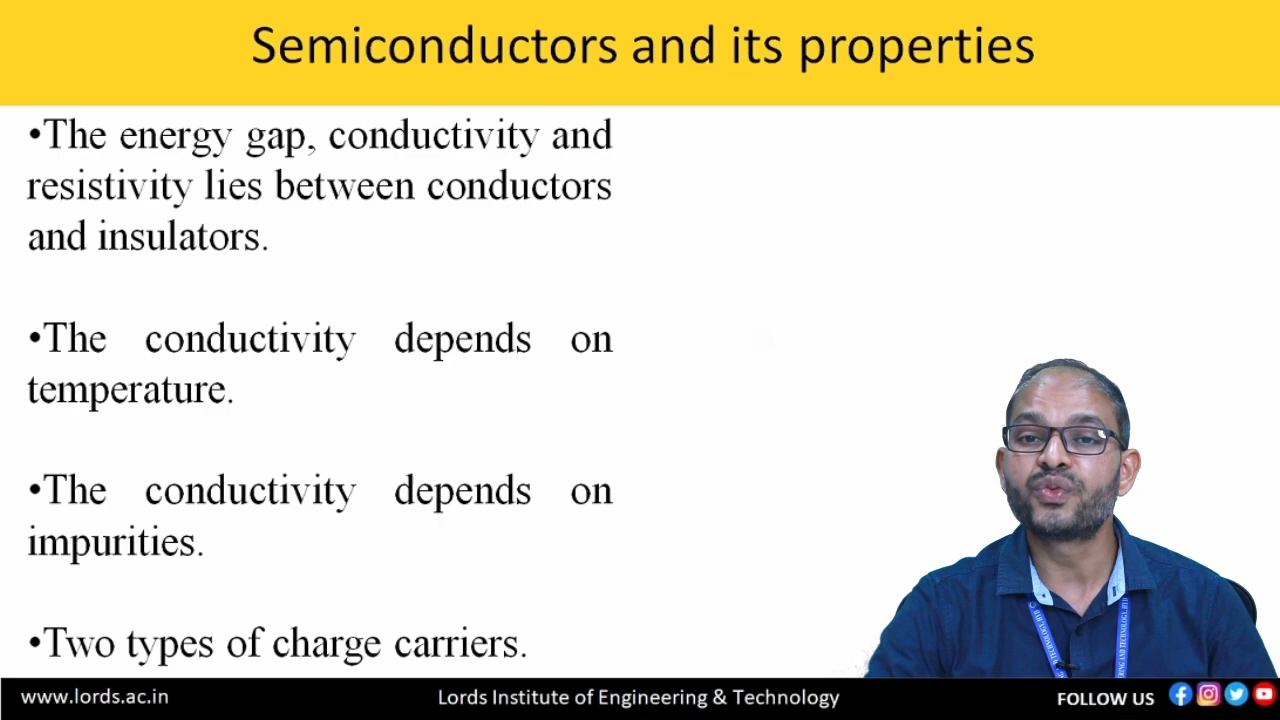 Semiconductors and its properties
•The energy gap, conductivity and
resistivity lies between conductors
and insulators.
•The conductivity depends on
temperature.
•The conductivity depends on
impurities.
•Two types of charge carriers.
www.lords.ac.in
Lords Institute of Engineering & Technology
FOLLOW US